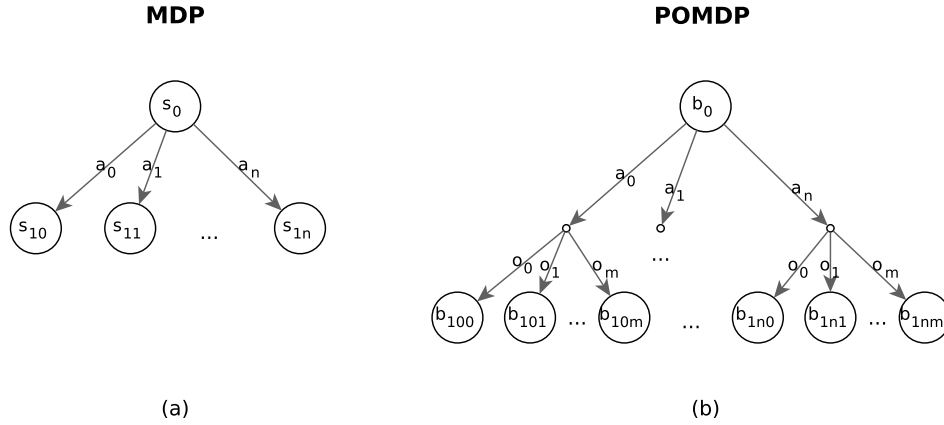 MDP POMDP
s0 b0
a0 a1 an a0 a1 an
s10 s11 ... s1n
...
o0 o1 om o0 o1 om
b100 b101 ... b10m ... b1n0 b1n1 ... b1nm
(a) (b)